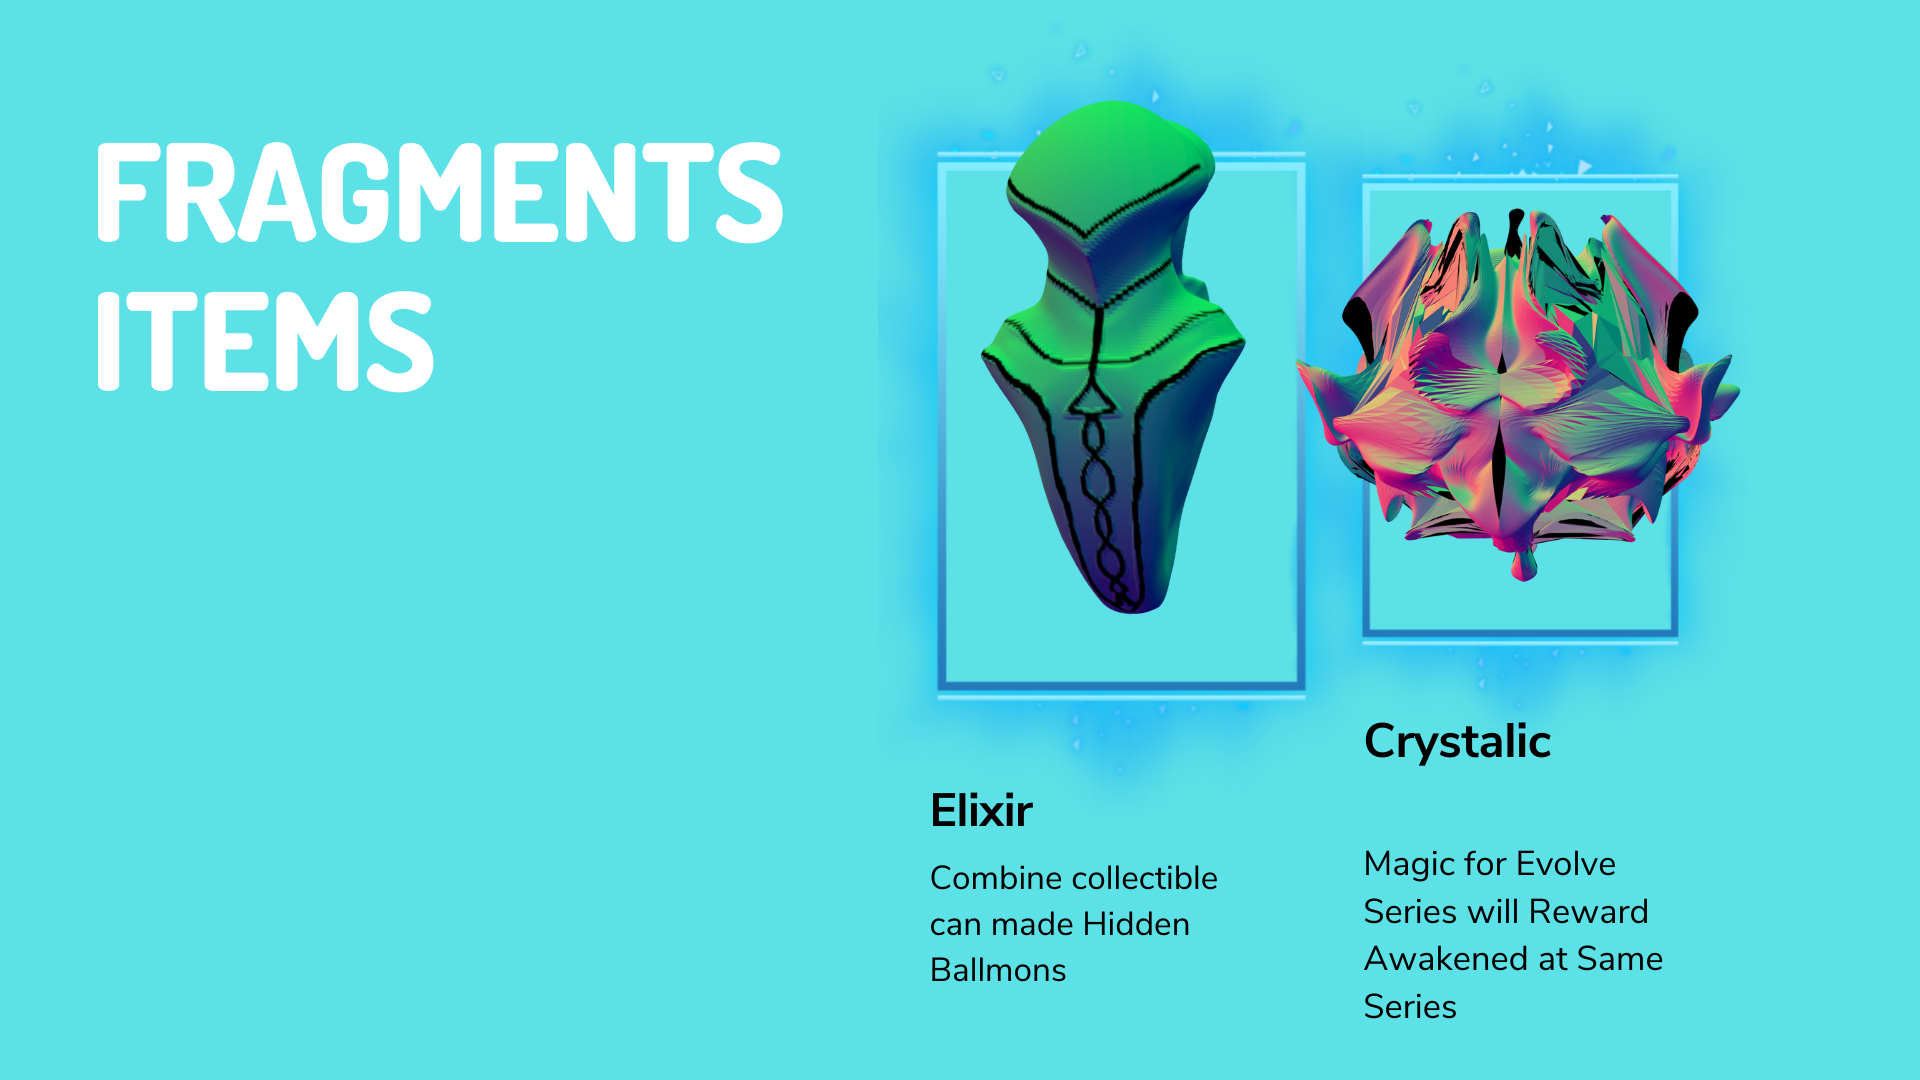 FRAGMENTS
ITEMS
Elixir
Combine collectible
can made Hidden
Ballmons
Crystalic
Magic for Evolve
Series will Reward
Awakened at Same
Series